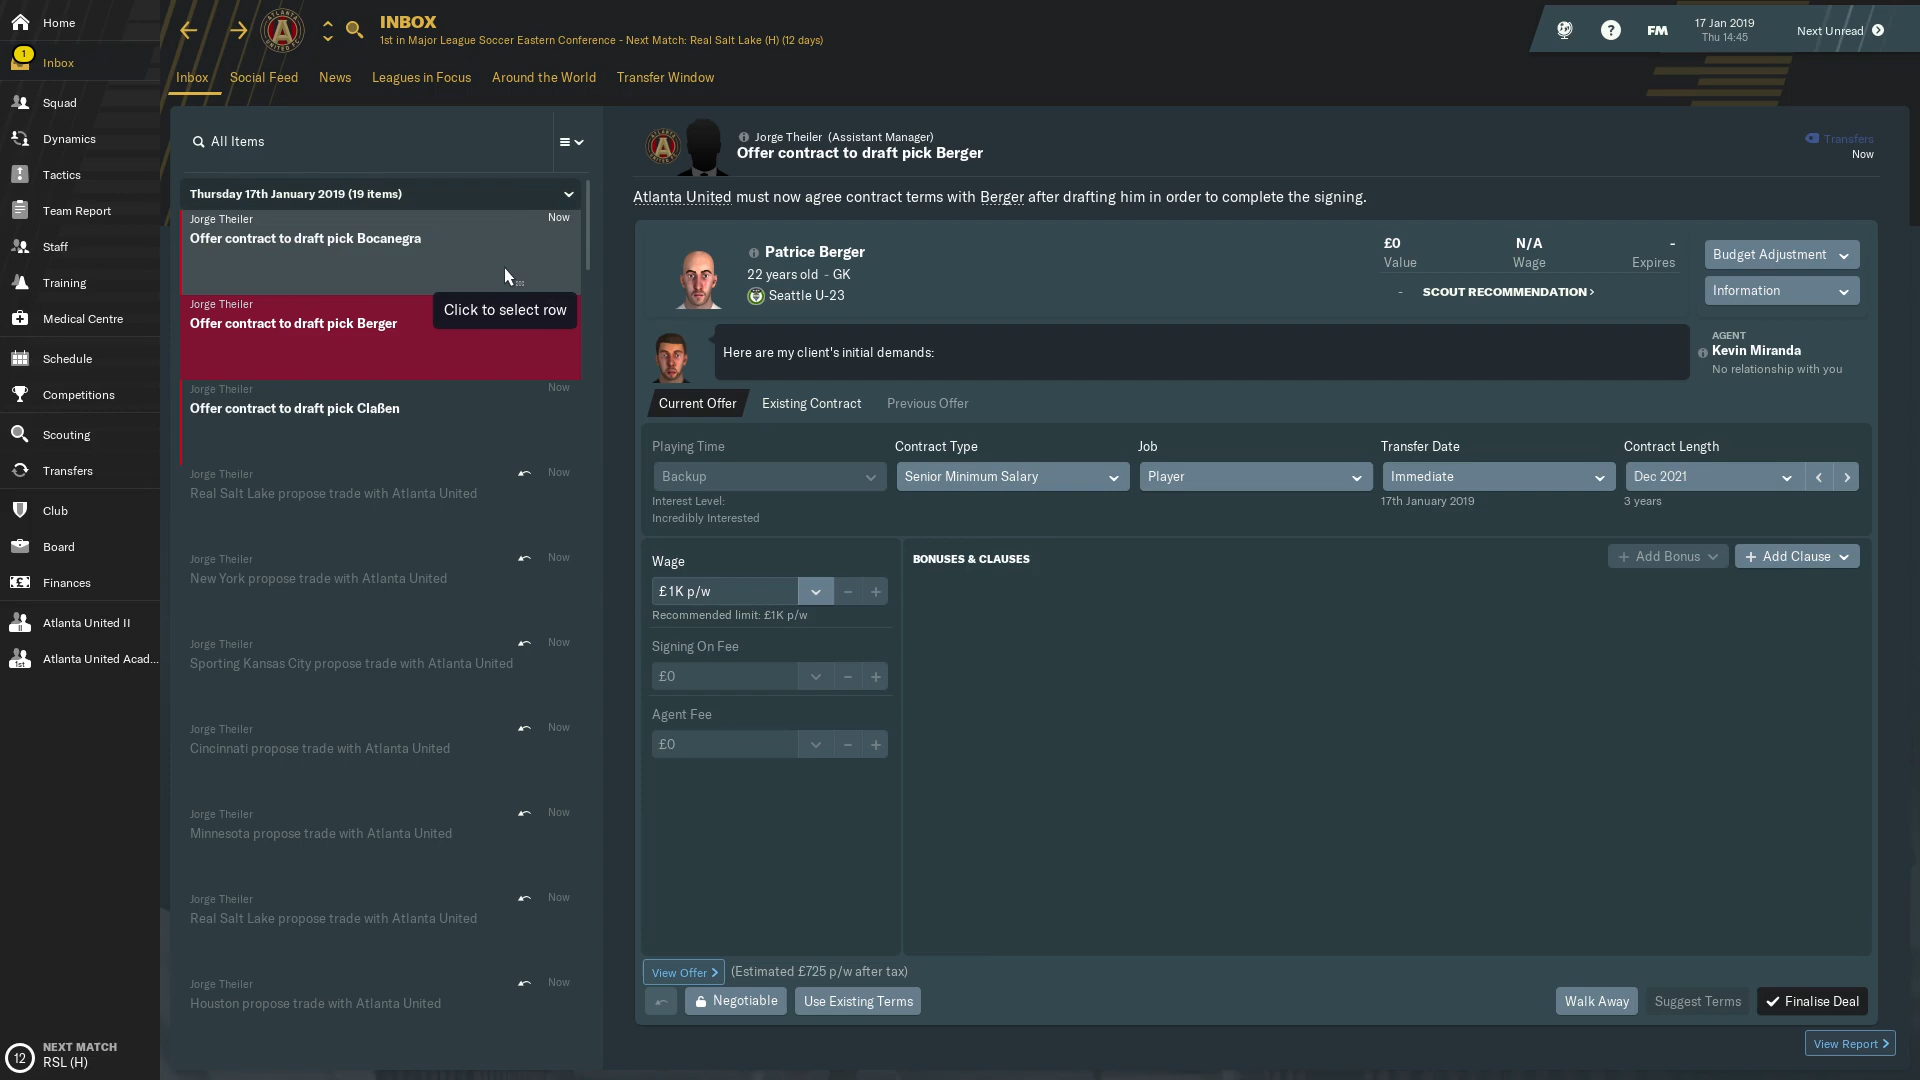 Home
1
Inbox
Squad
Dynamics
Tactics
Team Report
Staff
Training
Medical Centre
Schedule
Competitions
Scouting
Transfers
Club
Board
Finances
Atlanta United II
Atlanta United Acad...
12
NEXT MATCH
RSL (H)
INBOX
1st in Major League Soccer Eastern Conference - Next Match: Real Salt Lake (H) (12 days)
FM
17 Jan 2019
Thu 14:45
Next Unread
Inbox
Social Feed
News
Leagues in Focus
Around the World
Transfer Window
All Items
Thursday 17th January 2019 (19 items)
Jorge Theiler
Now
Offer contract to draft pick Bocanegra
Click to select row
Jorge Theiler
Offer contract to draft pick Berger
Jorge Theiler
Now
Offer contract to draft pick Claßen
Jorge Theiler
Now
Real Salt Lake propose trade with Atlanta United
Jorge Theiler
Now
New York propose trade with Atlanta United
Jorge Theiler
Now
Sporting Kansas City propose trade with Atlanta United
Jorge Theiler
Now
Cincinnati propose trade with Atlanta United
Jorge Theiler
Now
Minnesota propose trade with Atlanta United
Jorge Theiler
Now
Real Salt Lake propose trade with Atlanta United
Jorge Theiler
Now
Houston propose trade with Atlanta United
Jorge Theiler (Assistant Manager)
Offer contract to draft pick Berger
Transfers
Now
Atlanta United must now agree contract terms with Berger after drafting him in order to complete the signing.
Patrice Berger
22 years old - GK
Seattle U-23
£0
Value
N/A
Wage
-
Expires
- SCOUT RECOMMENDATION >
Budget Adjustment
Information
Here are my client's initial demands:
AGENT
Kevin Miranda
No relationship with you
Current Offer
Existing Contract
Previous Offer
Playing Time
Backup
Interest Level:
Incredibly Interested
Contract Type
Senior Minimum Salary
Job
Player
Transfer Date
Immediate
17th January 2019
Contract Length
Dec 2021
3 years
Wage
£1K p/w
Recommended limit: £1K p/w
Signing On Fee
£0
Agent Fee
£0
BONUSES & CLAUSES
+ Add Bonus
+ Add Clause
View Offer >
(Estimated £725 p/w after tax)
Negotiable
Use Existing Terms
Walk Away
Suggest Terms
Finalise Deal
View Report >